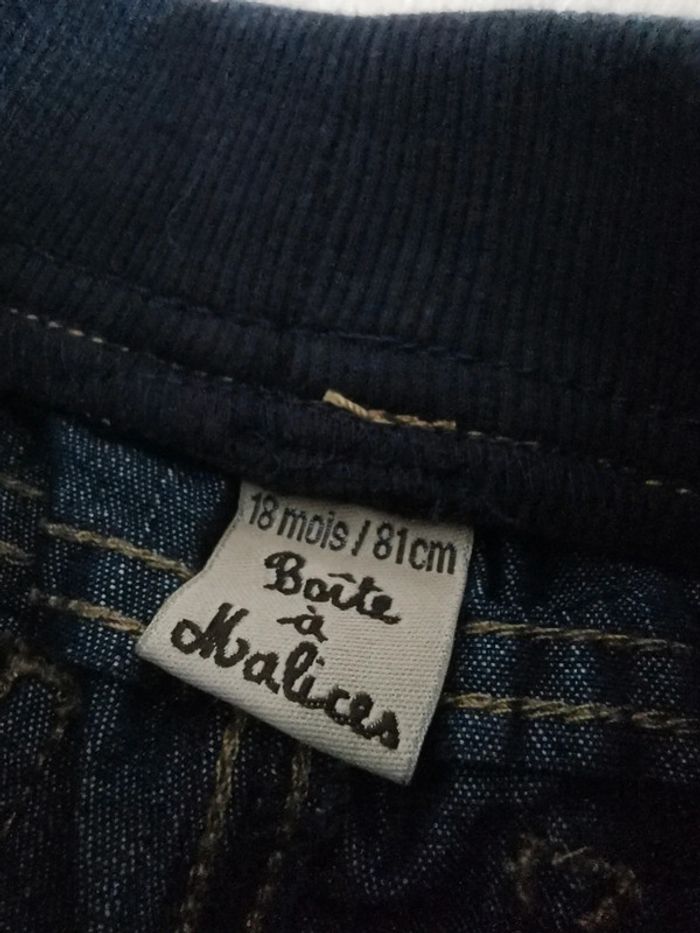 18 mois / 81cm
Boîte
à
Malices